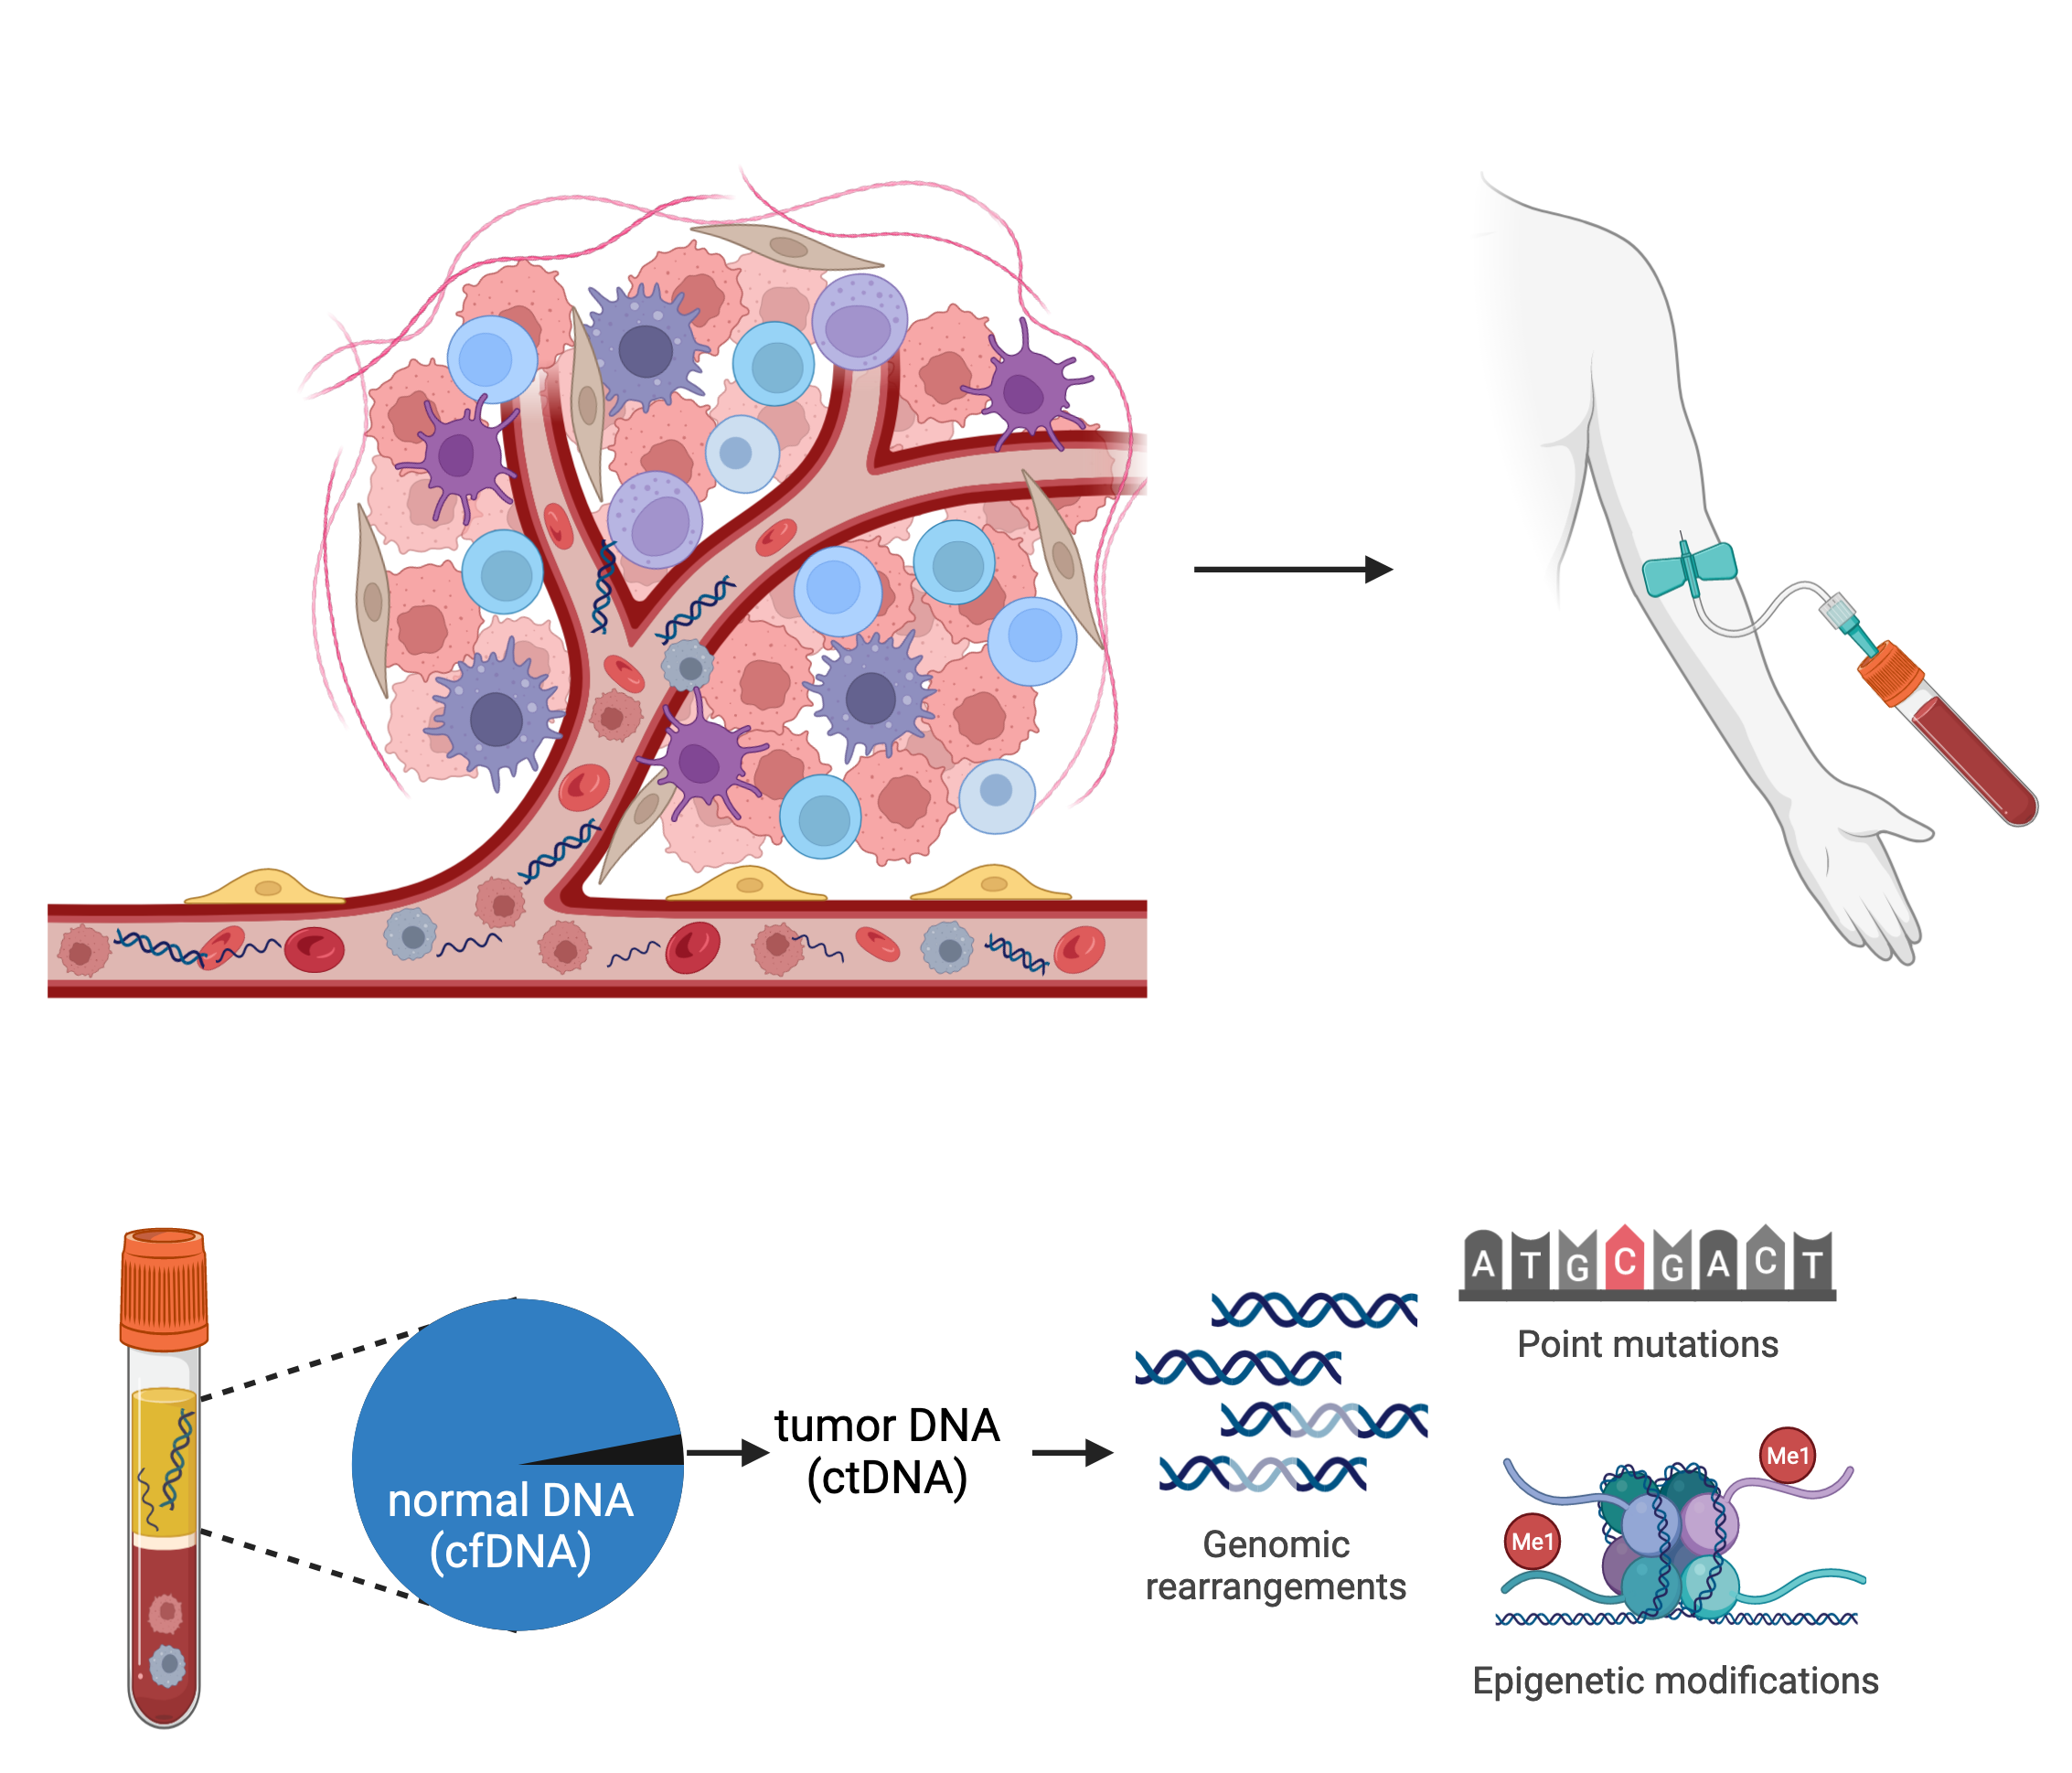 A T G C G A C T
Point mutations
normal DNA
(cfDNA)
tumor DNA
(ctDNA)
Genomic
rearrangements
Me1
Me1
Epigenetic modifications